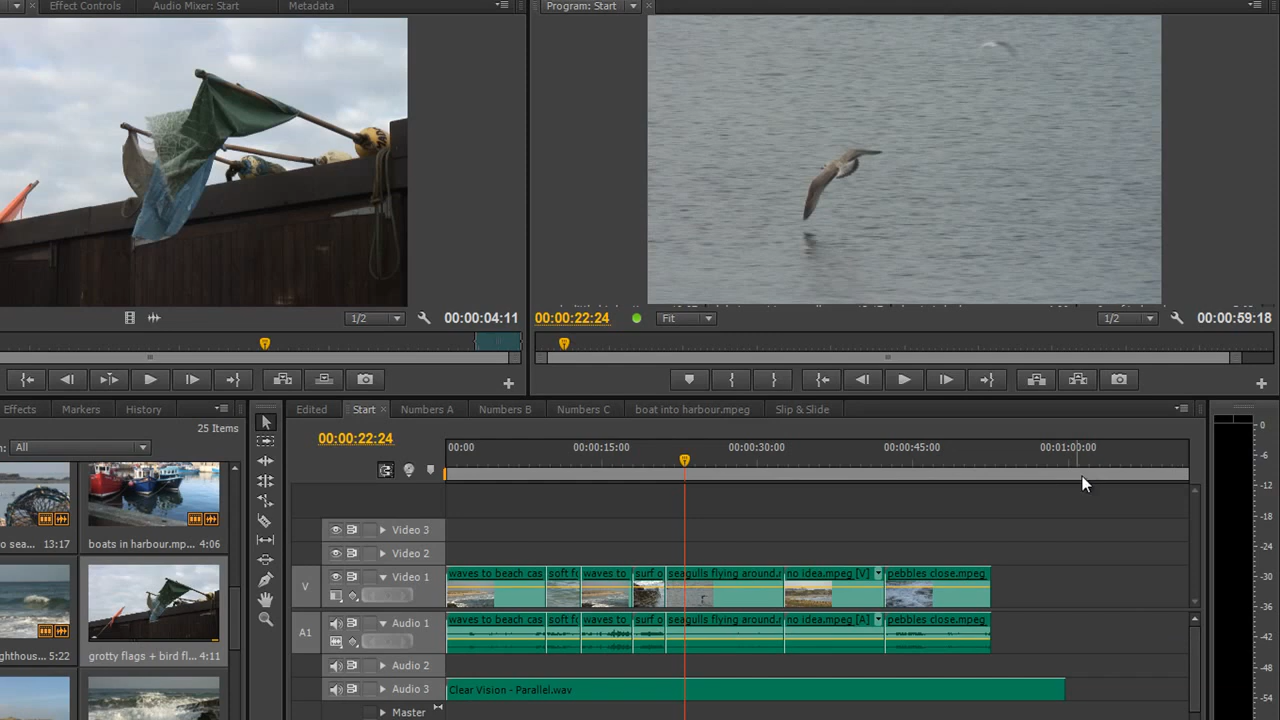 Effect Controls
Audio Mixer: Start
Metadata
Program: Start
1/2
00:00:04:11
00:00:22:24
Fit
1/2
00:00:59:18
Effects
Markers
History
25 Items
All
Edited
Start
Numbers A
Numbers B
Numbers C
boat into harbour.mpeg
Slip & Slide
00:00:22:24
00:00
00:00:15:00
00:00:30:00
00:00:45:00
00:01:00:00
0
-6
-12
-18
-24
-30
-36
-42
-48
-54
o sea... 13:17
boats in harbour.mp... 4:06
ghthous... 5:22
grotty flags + bird fl... 4:11
Video 3
Video 2
V
Video 1
waves to beach cas
soft fo
waves to
surf o
seagulls flying around.r
no idea.mpeg [V]
pebbles close.mpeg
A1
Audio 1
waves to beach cas
soft fo
waves to
surf o
seagulls flying around.r
no idea.mpeg [A]
pebbles close.mpeg
Audio 2
Audio 3
Clear Vision - Parallel.wav
Master